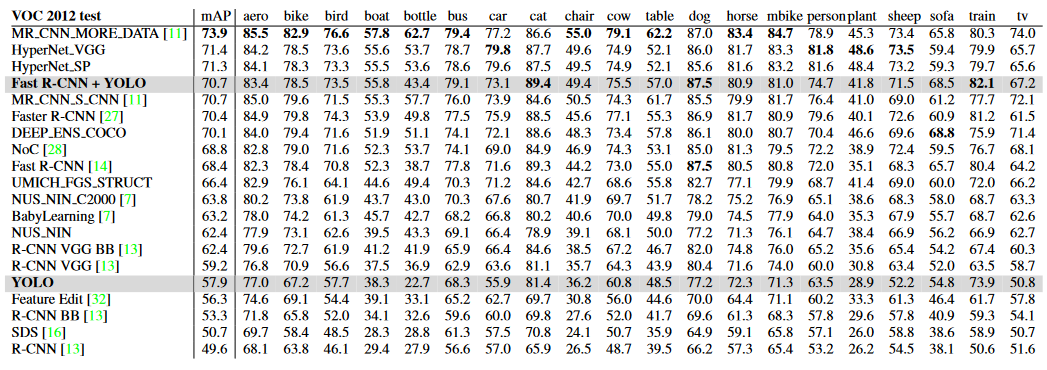 VOC 2012 test mAP aero bike bird boat bottle bus car cat chair cow table dog horse mbike person plant sheep sofa train tv
MR_CNN_MORE_DATA [11] 73.9 85.5 82.9 76.6 57.8 62.7 79.4 77.2 86.6 55.0 79.1 62.2 87.0 83.4 84.7 78.9 45.3 73.4 65.8 80.3 74.0
HyperNet_VGG 71.4 84.2 78.5 73.6 55.6 53.7 78.7 79.8 87.7 49.6 74.9 52.1 86.0 81.7 83.3 81.8 48.6 73.5 59.4 79.9 65.7
HyperNet_SP 71.3 84.1 78.3 73.3 55.5 53.6 78.6 79.6 87.5 49.5 74.9 52.1 85.6 81.6 83.2 81.6 48.4 73.2 59.3 79.7 65.6
Fast R-CNN + YOLO 70.7 83.4 78.5 73.5 55.8 43.4 79.1 73.1 89.4 49.4 75.5 57.0 87.5 80.9 81.0 74.7 41.8 71.5 68.5 82.1 67.2
MR_CNN_S_CNN [11] 70.7 85.0 79.6 71.5 55.3 57.7 76.0 73.9 84.6 50.5 74.3 61.7 85.5 79.9 81.7 76.4 41.0 69.0 61.2 77.7 72.1
Faster R-CNN [27] 70.4 84.9 79.8 74.3 53.9 49.8 77.5 75.9 88.5 45.6 77.1 55.3 86.9 81.7 80.9 79.6 40.1 72.6 60.9 81.2 61.5
DEEP_ENS_COCO 70.1 84.0 79.4 71.6 51.9 51.1 74.1 72.1 88.6 48.3 73.4 57.8 86.1 80.0 80.7 70.4 46.6 69.6 68.8 75.9 71.4
NoC [28] 68.8 82.8 79.0 71.6 52.3 53.7 74.1 69.0 84.9 46.9 74.3 53.1 85.0 81.3 79.5 72.2 38.9 72.4 59.5 76.7 68.1
Fast R-CNN [14] 68.4 82.3 78.4 70.8 52.3 38.7 77.8 71.6 89.3 44.2 73.0 55.0 87.5 80.5 80.8 72.0 35.1 68.3 65.7 80.4 64.2
UMICH_FGS_STRUCT 66.4 82.9 76.1 64.1 44.6 49.4 70.3 71.2 84.6 42.7 68.6 55.8 82.7 77.1 79.9 68.7 41.4 69.0 60.0 72.0 66.2
NUS_NIN_C2000 [7] 63.8 80.2 73.8 61.9 43.7 43.0 70.3 67.6 80.7 41.9 69.7 51.7 78.2 75.2 76.9 65.1 38.6 68.3 58.0 68.7 63.3
BabyLearning [7] 63.2 78.0 74.2 61.3 45.7 42.7 68.2 66.8 80.2 40.6 70.0 49.8 79.0 74.5 77.9 64.0 35.3 67.9 55.7 68.7 62.6
NUS_NIN 62.4 77.9 73.1 62.6 39.5 43.3 69.1 66.4 78.9 39.1 68.1 50.0 77.2 71.3 76.1 64.7 38.4 66.9 56.2 66.9 62.7
R-CNN VGG BB [13] 62.4 79.6 72.7 61.9 41.2 41.9 65.9 66.4 84.6 38.5 67.2 46.7 82.0 74.8 76.0 65.2 35.6 65.4 54.2 67.4 60.3
R-CNN VGG [13] 59.2 76.8 70.9 56.6 37.5 36.9 62.9 63.6 81.1 35.7 64.3 43.9 80.4 71.6 74.0 60.0 30.8 63.4 52.0 63.5 58.7
YOLO 57.9 77.0 67.2 57.7 38.3 22.7 68.3 55.9 81.4 36.2 60.8 48.5 77.2 72.3 71.3 63.5 28.9 52.2 54.8 73.9 50.8
Feature Edit [32] 56.3 74.6 69.1 54.4 39.1 33.1 65.2 62.7 69.7 30.8 56.0 44.6 70.0 64.4 71.1 60.2 33.3 61.3 46.4 61.7 57.8
R-CNN BB [13] 53.3 71.8 65.8 52.0 34.1 32.6 59.6 60.0 69.8 27.6 52.0 41.7 69.6 61.3 68.3 57.8 29.6 57.8 40.9 59.3 54.1
SDS [16] 50.7 69.7 58.4 48.5 28.3 28.8 61.3 57.5 70.8 24.1 50.7 35.9 64.9 59.1 65.8 57.1 26.0 58.8 38.6 58.9 50.7
R-CNN [13] 49.6 68.1 63.8 46.1 29.4 27.9 56.6 57.0 65.9 26.5 48.7 39.5 66.2 57.3 65.4 53.2 26.2 54.5 38.1 50.6 51.6